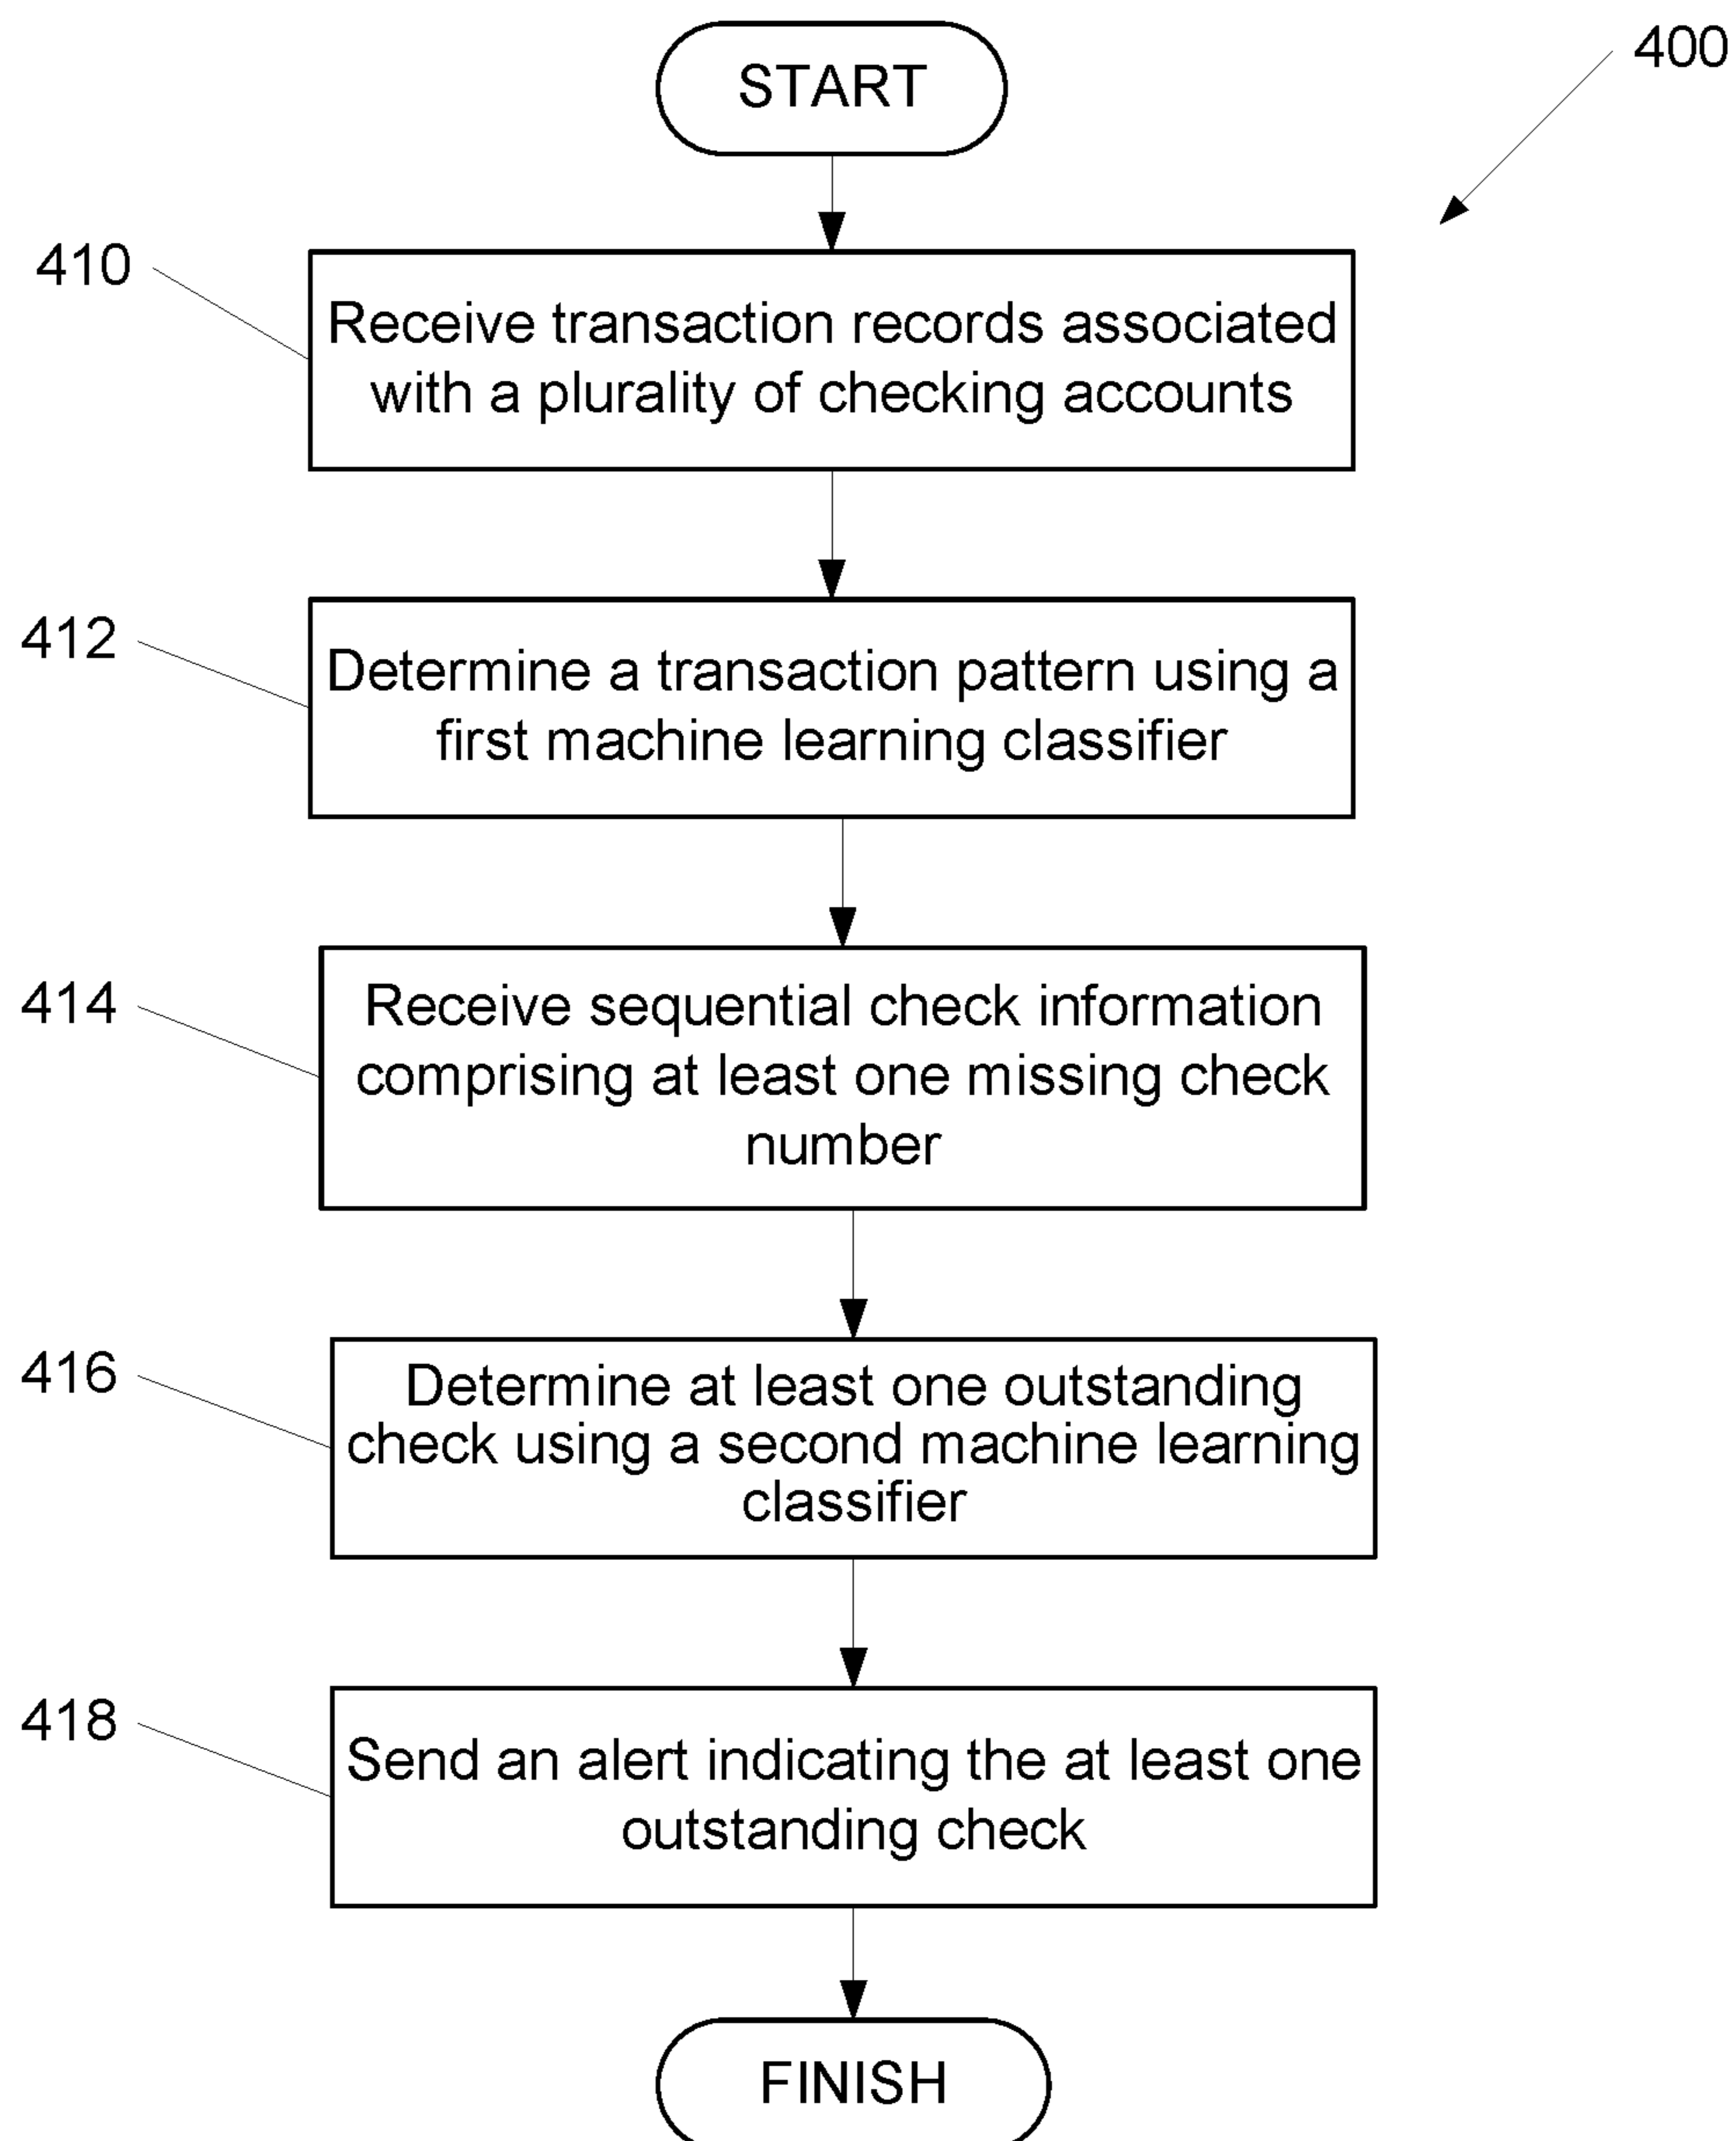 START
400
410
Receive transaction records associated
with a plurality of checking accounts
412
Determine a transaction pattern using a
first machine learning classifier
414
Receive sequential check information
comprising at least one missing check
number
416
Determine at least one outstanding
check using a second machine learning
classifier
418
Send an alert indicating the at least one
outstanding check
FINISH